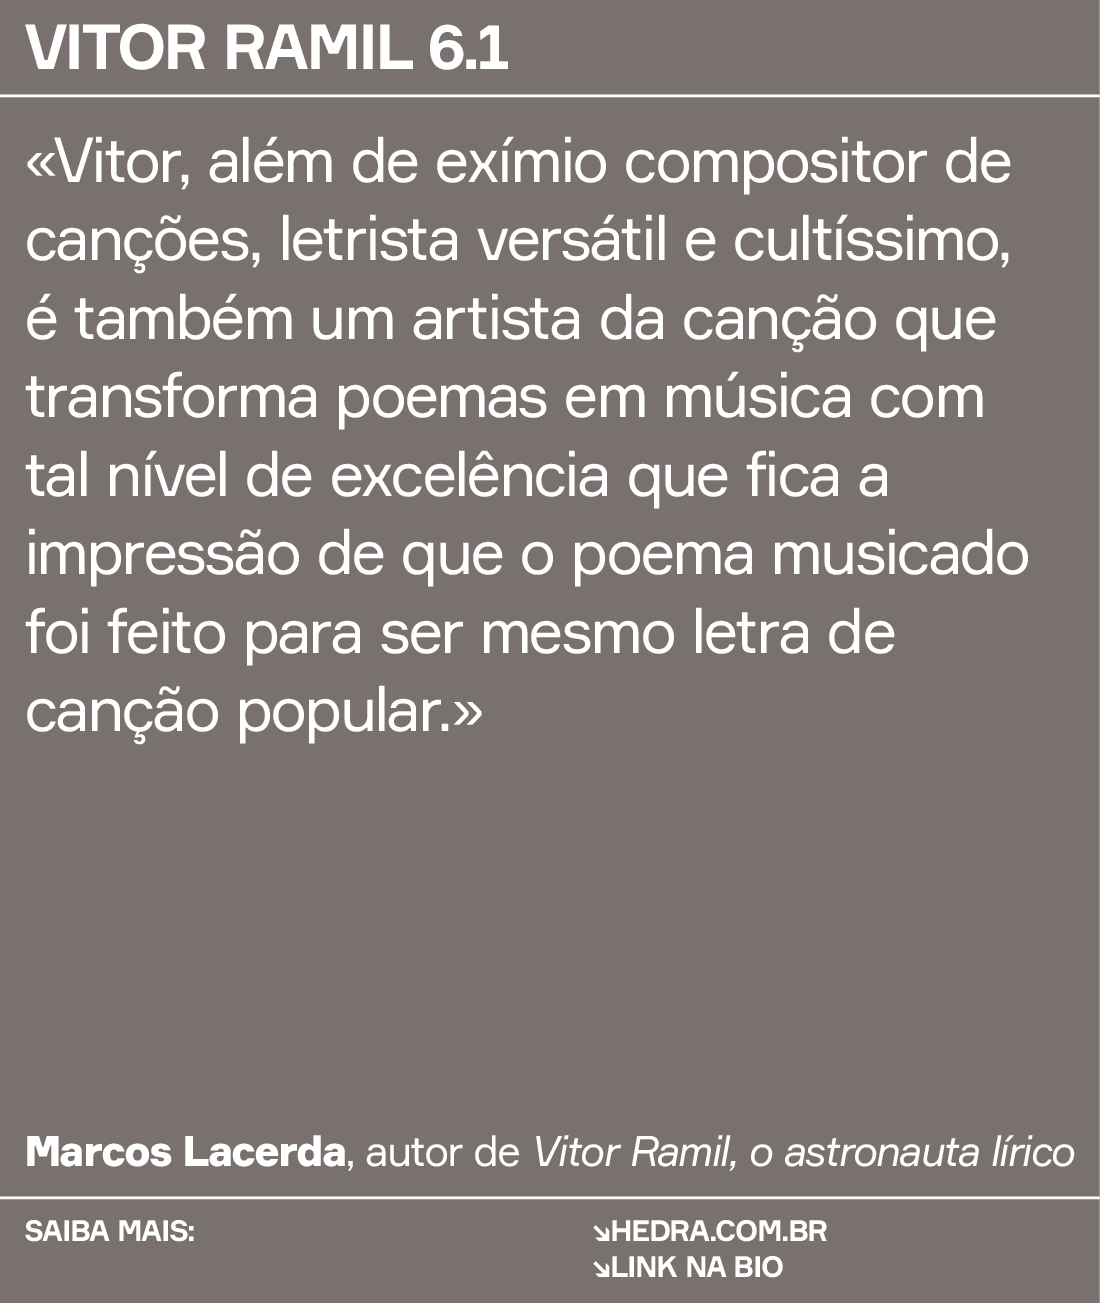 VITOR RAMIL 6.1
«Vitor, além de exímio compositor de
canções, letrista versátil e cultíssimo,
é também um artista da canção que
transforma poemas em música com
tal nível de excelência que fica a
impressão de que o poema musicado
foi feito para ser mesmo letra de
canção popular.»
Marcos Lacerda, autor de Vitor Ramil, o astronauta lírico
SAIBA MAIS:
↘HEDRA.COM.BR
↘LINK NA BIO